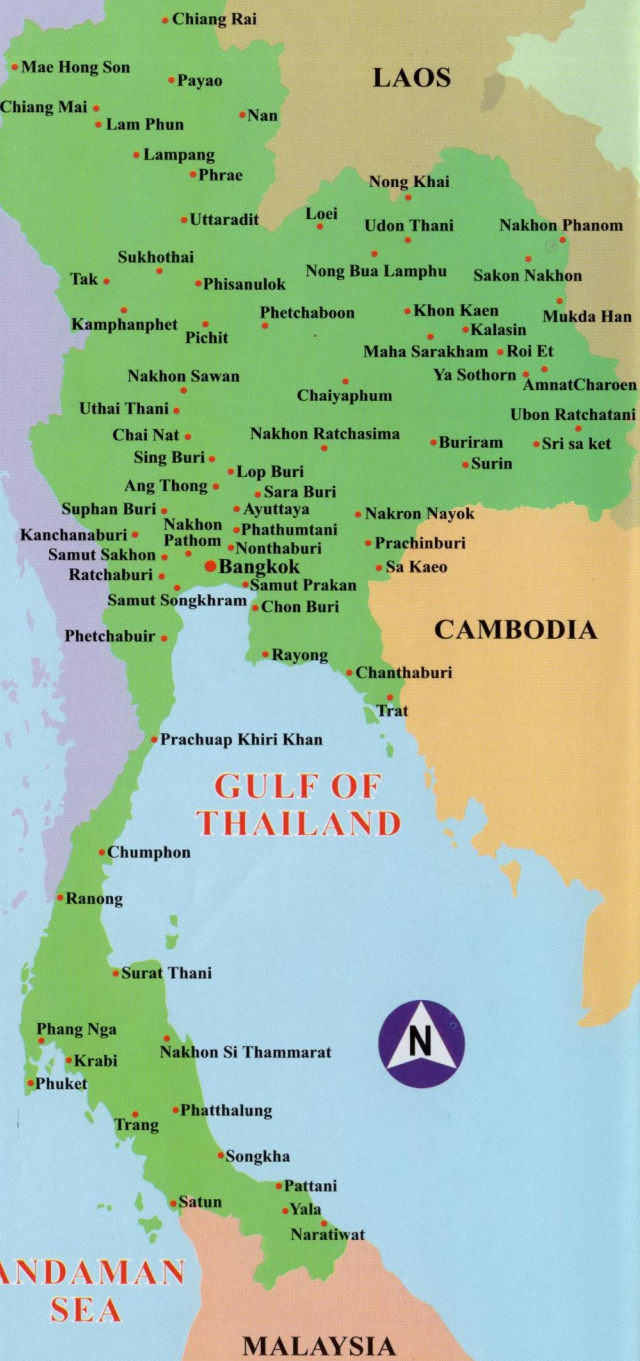 Chiang Rai
Mae Hong Son
Payao
LAOS
Chiang Mai
Nan
Lam Phun
Lampang
Phrae
Nong Khai
Uttaradit
Loei
Udon Thani
Nakhon Phanom
Sukhothai
Nong Bua Lamphu
Sakon Nakhon
Tak
Phisanulok
Phetchaboon
Khon Kaen
Mukda Han
Kamphanphet
Pichit
Kalasin
Maha Sarakham
Roi Et
Nakhon Sawan
Chaiyaphum
Ya Sothorn
AmnatCharoen
Uthai Thani
Ubon Ratchatani
Chai Nat
Nakhon Ratchasima
Buriram
Sri sa ket
Sing Buri
Lop Buri
Surin
Ang Thong
Sara Buri
Suphan Buri
Ayuttaya
Nakron Nayok
Kanchanaburi
Nakhon
Pathom
Phathumtani
Prachinburi
Samut Sakhon
Nonthaburi
Ratchaburi
Bangkok
Sa Kaeo
Samut Prakan
Samut Songkhram
Chon Buri
Phetchabuir
CAMBODIA
Rayong
Chanthaburi
Trat
Prachuap Khiri Khan
GULF OF
THAILAND
Chumphon
Ranong
Surat Thani
Phang Nga
N
Nakhon Si Thammarat
Krabi
Phuket
Phatthalung
Trang
Songkha
Pattani
Satun
Yala
Naratiwat
ANDAMAN
SEA
MALAYSIA